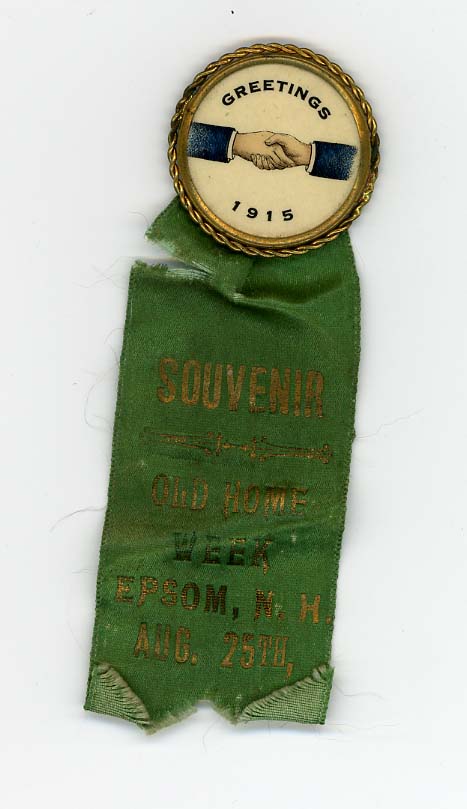 GREETINGS
1915
SOUVENIR
OLD HOME
WEEK
EPSOM, N. H.
AUG. 25TH,